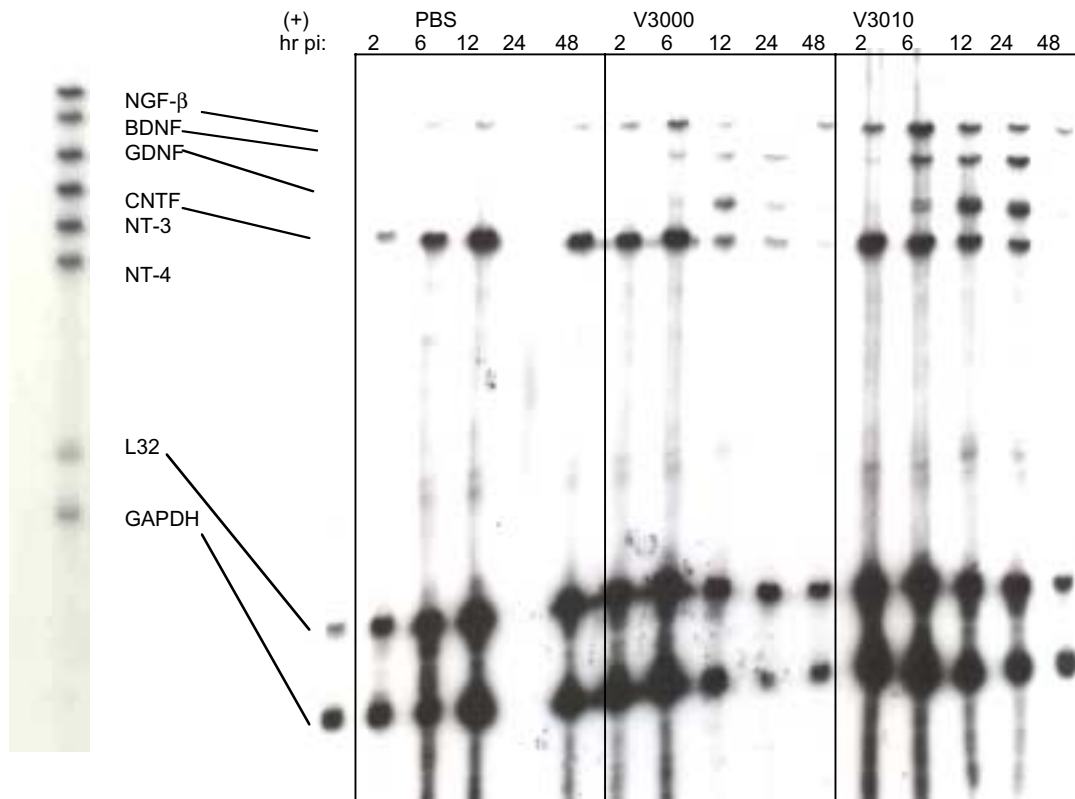 (+) PBS V3000 V3010
hr pi: 2 6 12 24 48 2 6 12 24 48 2 6 12 24 48
NGF-β
BDNF
GDNF
CNTF
NT-3
NT-4
L32
GAPDH